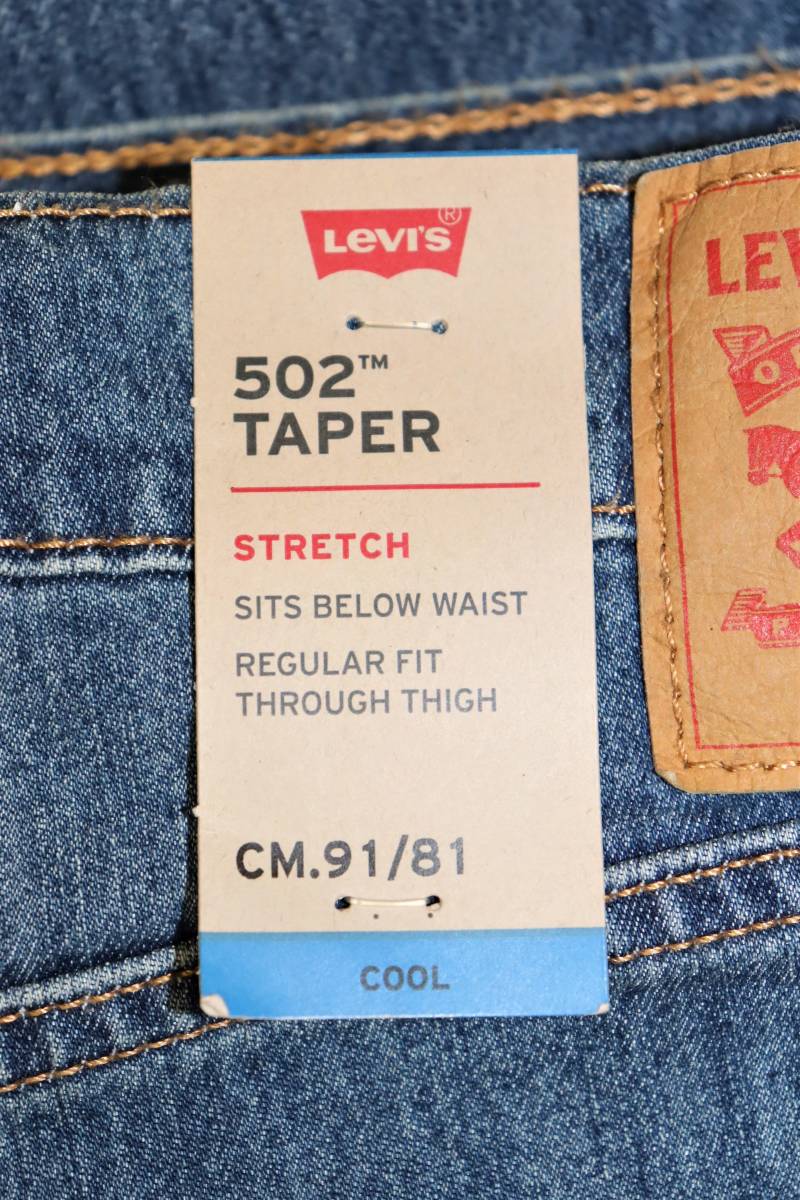 Levi's®
502™
TAPER
STRETCH
SITS BELOW WAIST
REGULAR FIT
THROUGH THIGH
CM.91/81
COOL